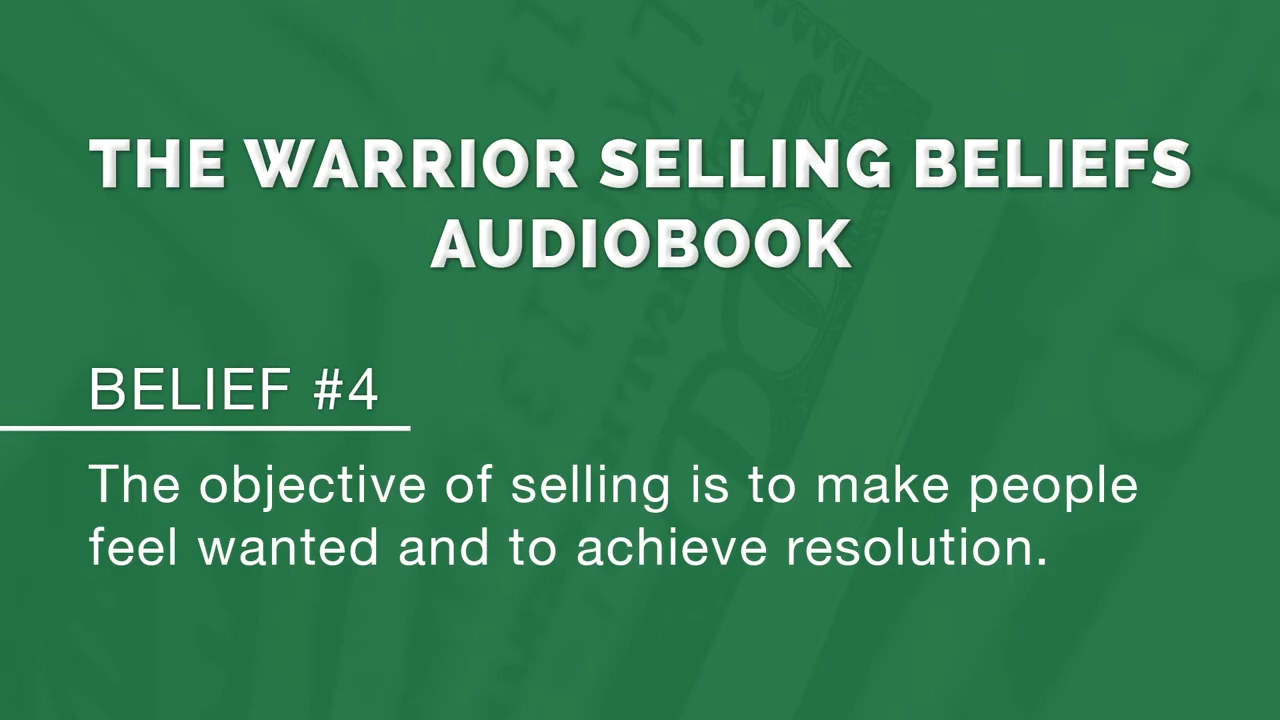 THE WARRIOR SELLING BELIEFS
AUDIOBOOK
BELIEF #4
The objective of selling is to make people
feel wanted and to achieve resolution.